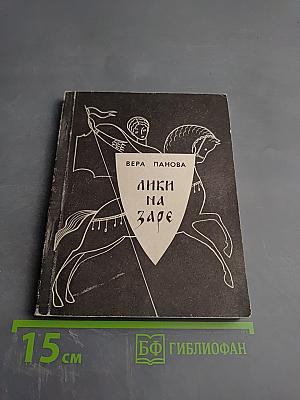 ВЕРА ПАНОВА
ЛИКИ
НА
ЗАРЕ
15 см
БФ ГИБЛИОФАН